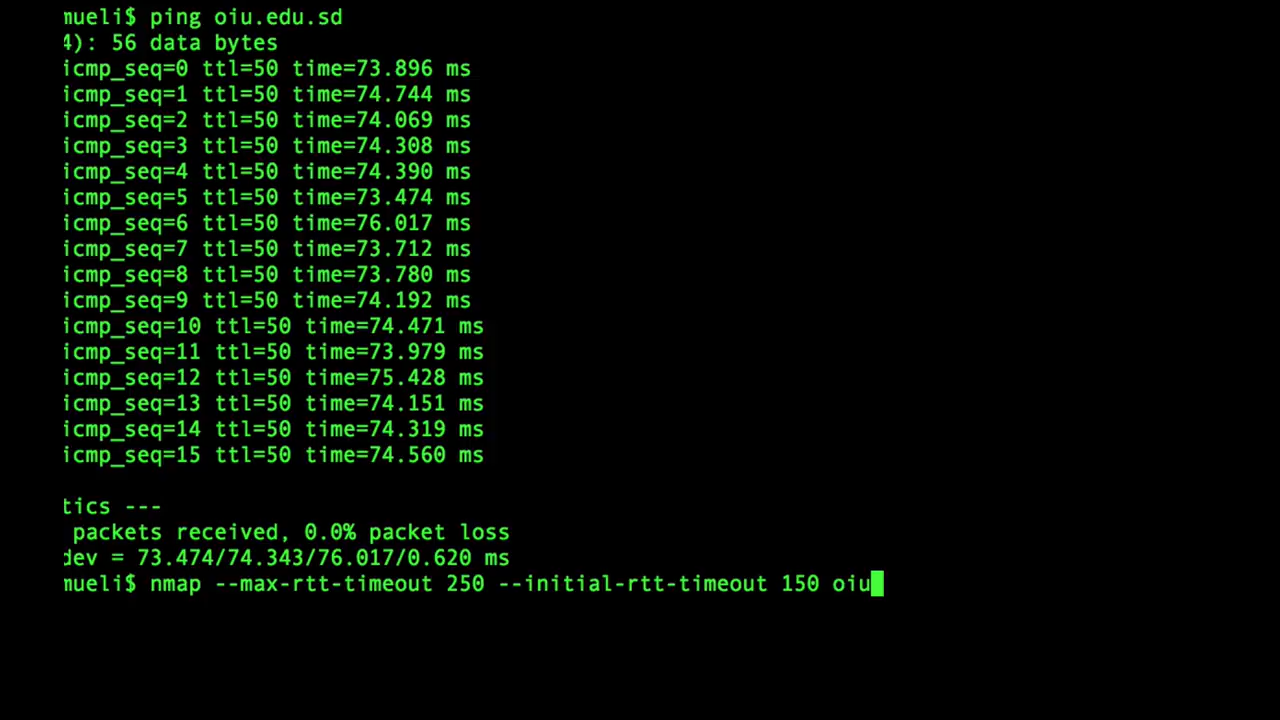 mueli$ ping oiu.edu.sd
4): 56 data bytes
icmp_seq=0 ttl=50 time=73.896 ms
icmp_seq=1 ttl=50 time=74.744 ms
icmp_seq=2 ttl=50 time=74.069 ms
icmp_seq=3 ttl=50 time=74.308 ms
icmp_seq=4 ttl=50 time=74.390 ms
icmp_seq=5 ttl=50 time=73.474 ms
icmp_seq=6 ttl=50 time=76.017 ms
icmp_seq=7 ttl=50 time=73.712 ms
icmp_seq=8 ttl=50 time=73.780 ms
icmp_seq=9 ttl=50 time=74.192 ms
icmp_seq=10 ttl=50 time=74.471 ms
icmp_seq=11 ttl=50 time=73.979 ms
icmp_seq=12 ttl=50 time=75.428 ms
icmp_seq=13 ttl=50 time=74.151 ms
icmp_seq=14 ttl=50 time=74.319 ms
icmp_seq=15 ttl=50 time=74.560 ms
tics ---
packets received, 0.0% packet loss
dev = 73.474/74.343/76.017/0.620 ms
mueli$ nmap --max-rtt-timeout 250 --initial-rtt-timeout 150 oiu